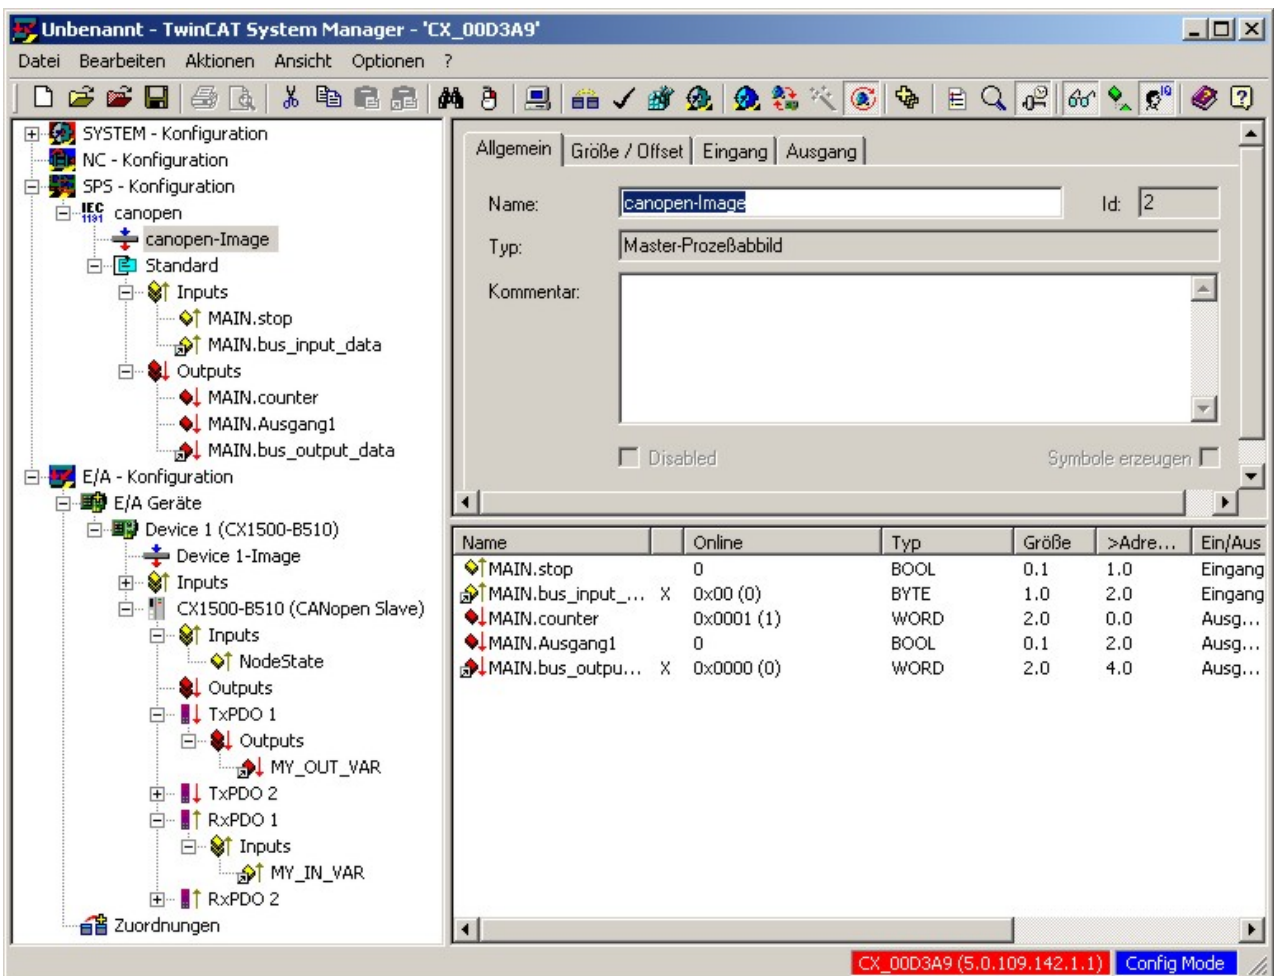 Unbenannt - TwinCAT System Manager - 'CX_00D3A9'
Datei Bearbeiten Aktionen Ansicht Optionen ?
SYSTEM - Konfiguration
NC - Konfiguration
SPS - Konfiguration
IEC 1131 canopen
canopen-Image
Standard
Inputs
MAIN.stop
MAIN.bus_input_data
Outputs
MAIN.counter
MAIN.Ausgang1
MAIN.bus_output_data
E/A - Konfiguration
E/A Geräte
Device 1 (CX1500-B510)
Device 1-Image
Inputs
CX1500-B510 (CANopen Slave)
Inputs
NodeState
Outputs
TxPDO 1
Outputs
MY_OUT_VAR
TxPDO 2
RxPDO 1
Inputs
MY_IN_VAR
RxPDO 2
Zuordnungen
Allgemein Größe / Offset Eingang Ausgang
Name: canopen-Image Id: 2
Typ: Master-Prozeßabbild
Kommentar:
Disabled Symbole erzeugen
Name Online Typ Größe >Adre... Ein/Aus
MAIN.stop 0 BOOL 0.1 1.0 Eingang
MAIN.bus_input_... X 0x00 (0) BYTE 1.0 2.0 Eingang
MAIN.counter 0x0001 (1) WORD 2.0 0.0 Ausg...
MAIN.Ausgang1 0 BOOL 0.1 2.0 Ausg...
MAIN.bus_outpu... X 0x0000 (0) WORD 2.0 4.0 Ausg...
CX_00D3A9 (5.0.109.142.1.1) Config Mode